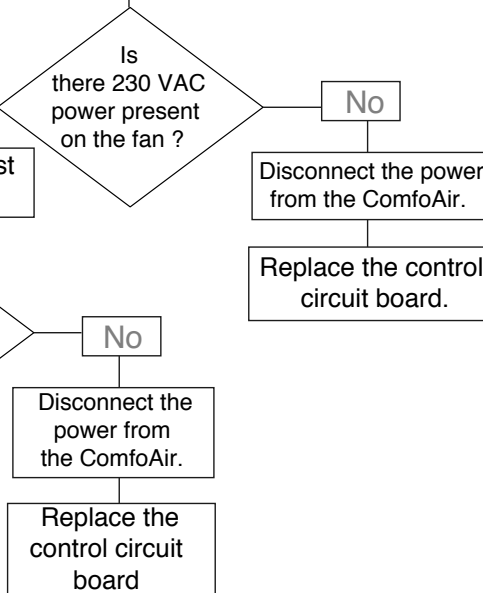 Is
there 230 VAC
power present
on the fan ?
No
Disconnect the power
from the ComfoAir.
Replace the control
circuit board.
No
Disconnect the
power from
the ComfoAir.
Replace the
control circuit
board